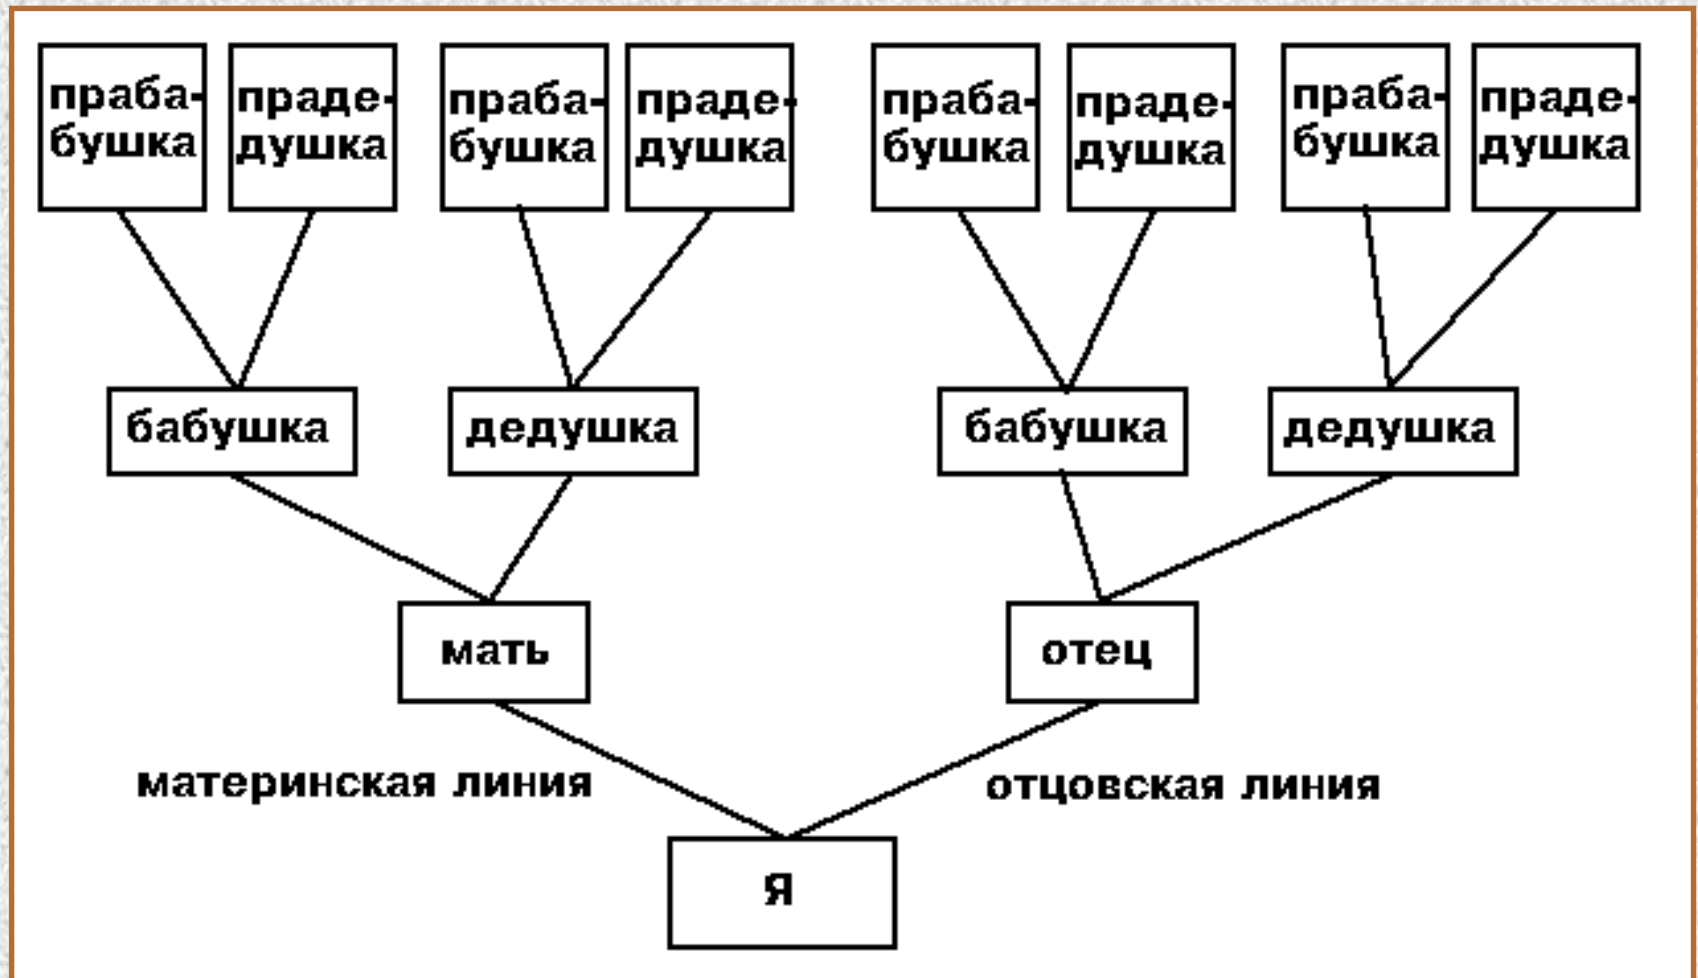 праба-
бушка
праде-
душка
праба-
бушка
праде-
душка
праба-
бушка
праде-
душка
праба-
бушка
праде-
душка
бабушка
дедушка
бабушка
дедушка
мать
отец
материнская линия
отцовская линия
я